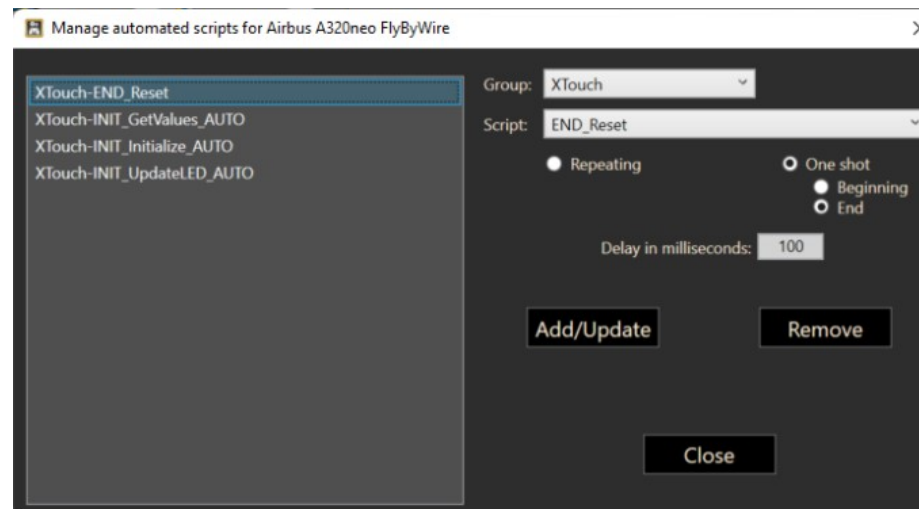 Manage automated scripts for Airbus A320neo FlyByWire
XTouch-END_Reset
XTouch-INIT_GetValues_AUTO
XTouch-INIT_Initialize_AUTO
XTouch-INIT_UpdateLED_AUTO
Group: XTouch
Script: END_Reset
Repeating
One shot
Beginning
End
Delay in milliseconds: 100
Add/Update
Remove
Close